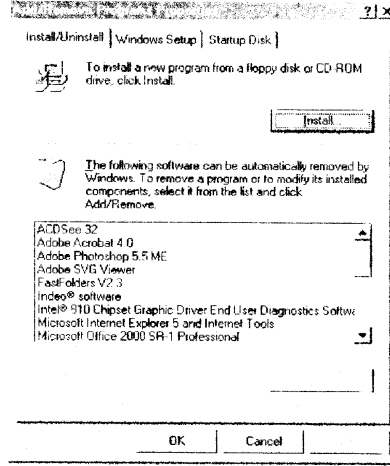 Install/Uninstall Windows Setup Startup Disk
To install a new program from a floppy disk or CD-ROM
drive, click Install.
Install...
The following software can be automatically removed by
Windows. To remove a program or to modify its installed
components, select it from the list and click
Add/Remove.
ACDSee 32
Adobe Acrobat 4.0
Adobe Photoshop 5.5 ME
Adobe SVG Viewer
FastFolders V2.3
Indeo® software
Intel® 810 Chipset Graphic Driver End User Diagnostics Softwa
Microsoft Internet Explorer 5 and Internet Tools
Microsoft Office 2000 SR-1 Professional
OK Cancel